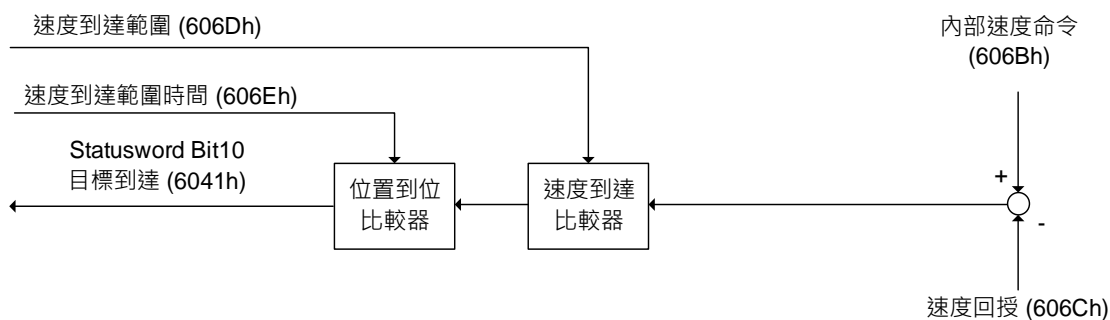 速度到達範圍 (606Dh)
內部速度命令
(606Bh)
速度到達範圍時間 (606Eh)
Statusword Bit10
目標到達 (6041h)
位置到位
比較器
速度到達
比較器
+
-
速度回授 (606Ch)